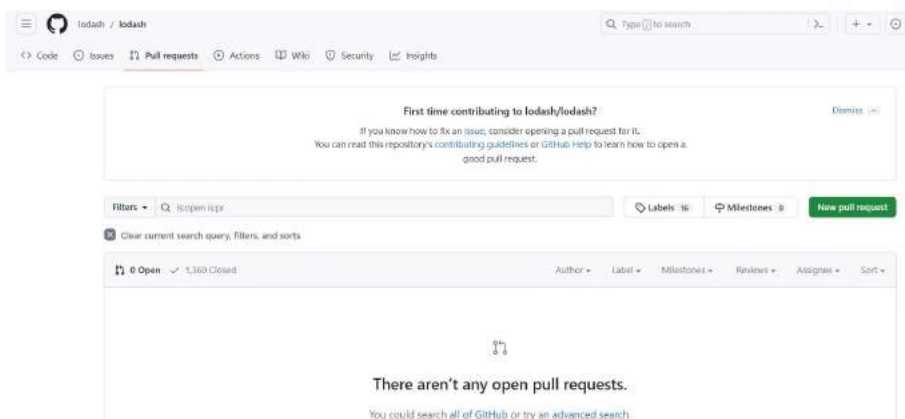 lodash / lodash
Type / to search
<> Code Issues Pull requests Actions Wiki Security Insights
First time contributing to lodash/lodash?
Dismiss
If you know how to fix an issue, consider opening a pull request for it.
You can read this repository's contributing guidelines or GitHub Help to learn how to open a
good pull request.
Filters is:open is:pr Labels 16 Milestones 0 New pull request
Clear current search query, filters, and sorts
0 Open 1,360 Closed Author Label Milestones Reviews Assignee Sort
There aren't any open pull requests.
You could search all of GitHub or try an advanced search.